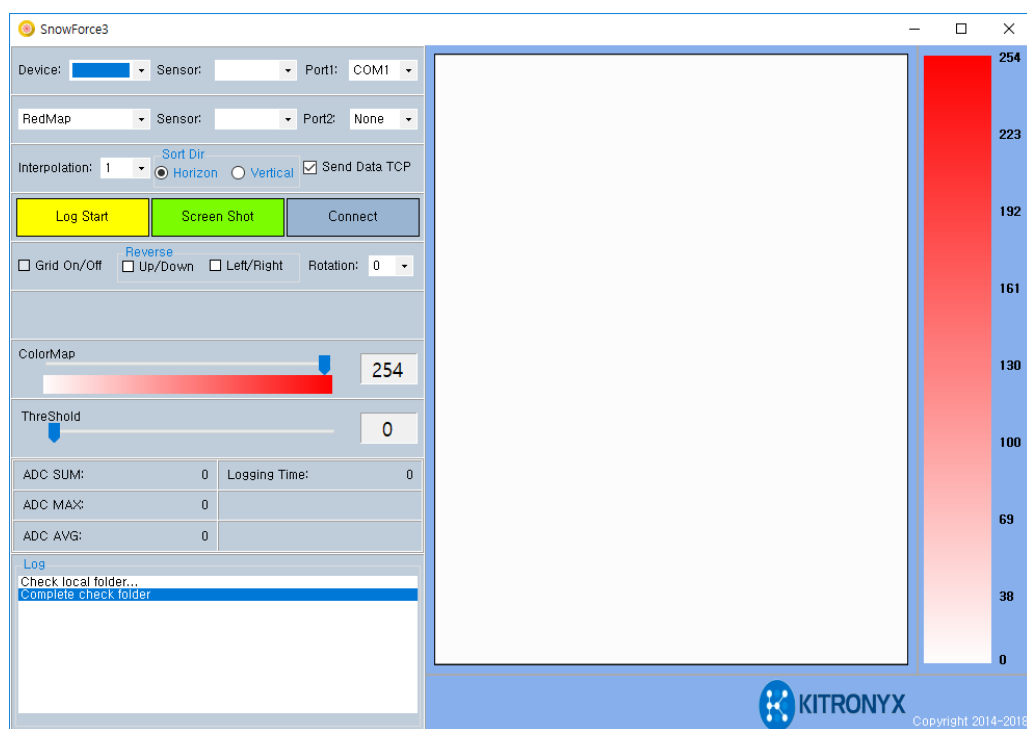 SnowForce3
Device: Sensor: Port1: COM1
RedMap Sensor: Port2: None
Interpolation: 1 Sort Dir Horizon Vertical Send Data TCP
Log Start Screen Shot Connect
Grid On/Off Reverse Up/Down Left/Right Rotation: 0
ColorMap
254
ThreShold
0
ADC SUM: 0 Logging Time: 0
ADC MAX: 0
ADC AVG: 0
Log
Check local folder...
Complete check folder
254
223
192
161
130
100
69
38
0
KITRONYX
Copyright 2014-2018